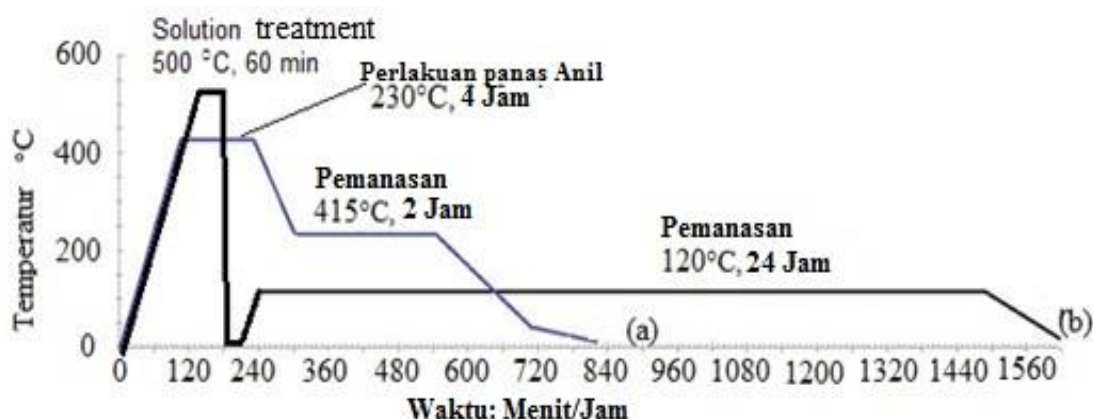 Solution treatment
500 °C, 60 min
Perlakuan panas Anil
230°C, 4 Jam
Pemanasan
415°C, 2 Jam
Pemanasan
120°C, 24 Jam
Temperatur °C
600
400
200
0
(a)
(b)
0 120 240 360 480 600 720 840 960 1080 1200 1320 1440 1560
Waktu: Menit/Jam